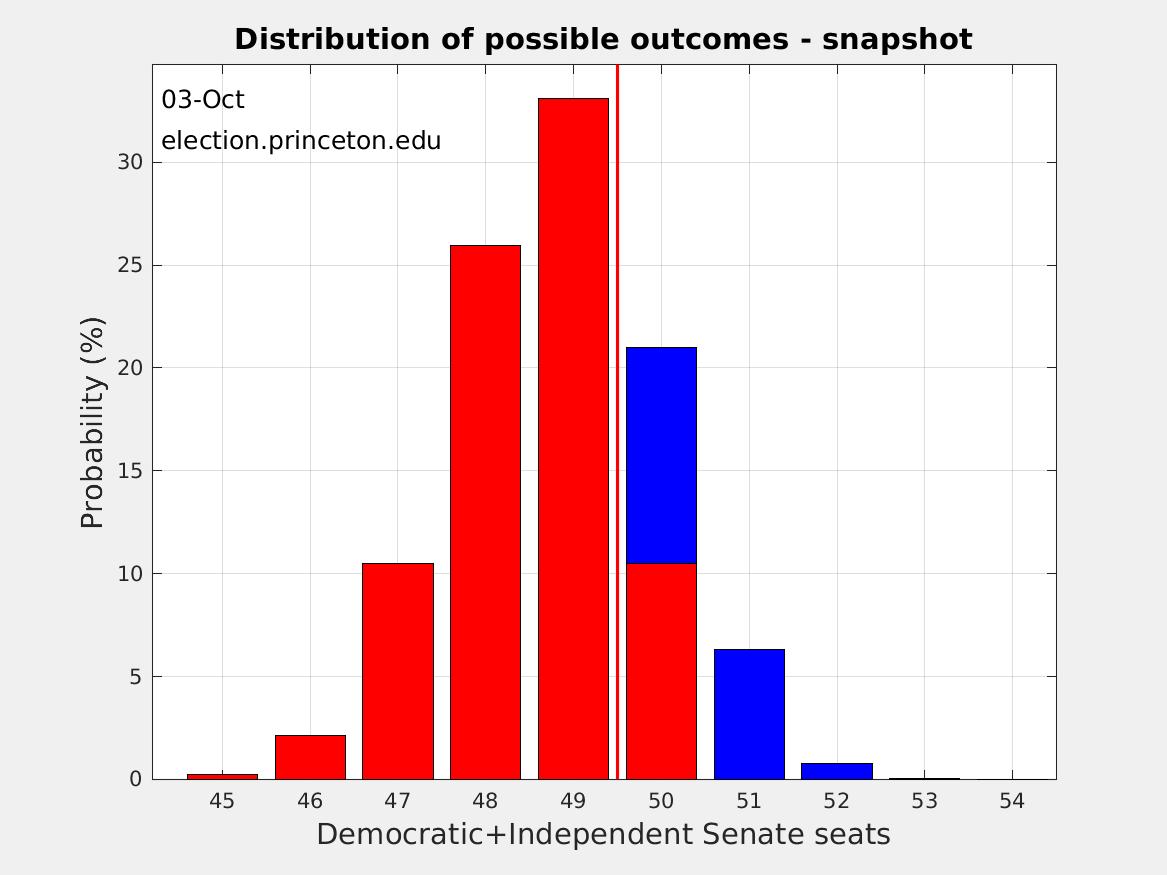 Distribution of possible outcomes - snapshot
03-Oct
election.princeton.edu
30
25
20
15
10
5
0
Probability (%)
45 46 47 48 49 50 51 52 53 54
Democratic+Independent Senate seats